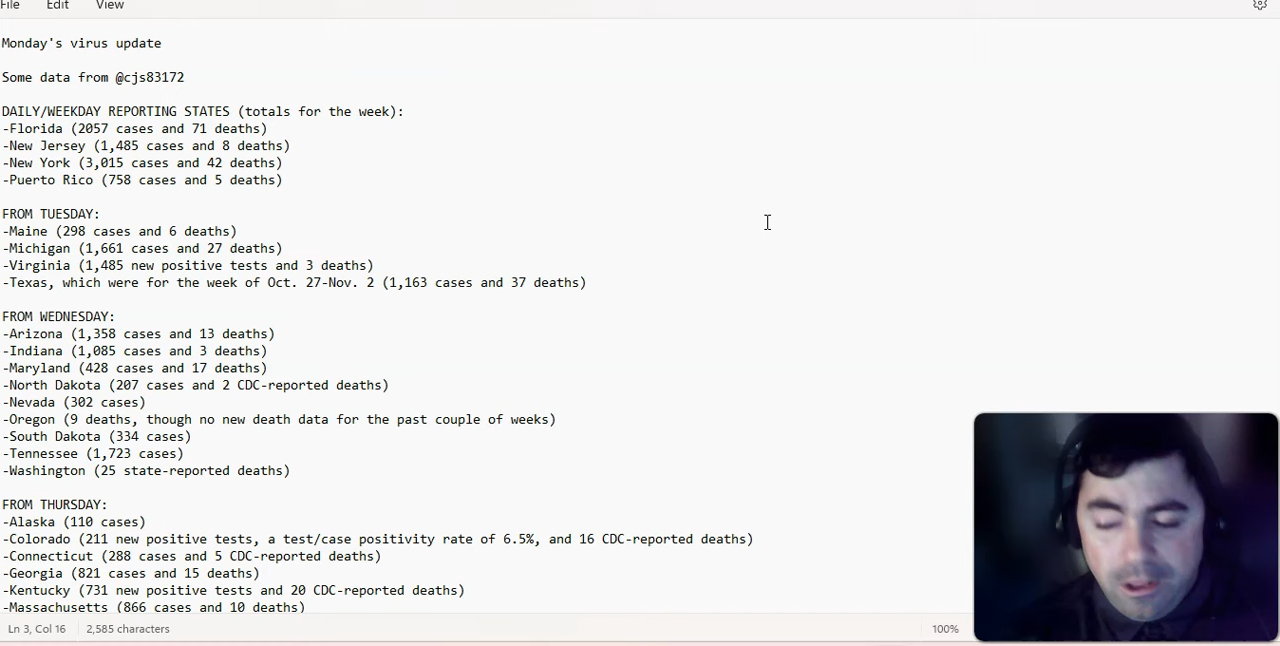 File Edit View
Monday's virus update
Some data from @cjs83172
DAILY/WEEKDAY REPORTING STATES (totals for the week):
-Florida (2057 cases and 71 deaths)
-New Jersey (1,485 cases and 8 deaths)
-New York (3,015 cases and 42 deaths)
-Puerto Rico (758 cases and 5 deaths)
FROM TUESDAY:
-Maine (298 cases and 6 deaths)
-Michigan (1,661 cases and 27 deaths)
-Virginia (1,485 new positive tests and 3 deaths)
-Texas, which were for the week of Oct. 27-Nov. 2 (1,163 cases and 37 deaths)
FROM WEDNESDAY:
-Arizona (1,358 cases and 13 deaths)
-Indiana (1,085 cases and 3 deaths)
-Maryland (428 cases and 17 deaths)
-North Dakota (207 cases and 2 CDC-reported deaths)
-Nevada (302 cases)
-Oregon (9 deaths, though no new death data for the past couple of weeks)
-South Dakota (334 cases)
-Tennessee (1,723 cases)
-Washington (25 state-reported deaths)
FROM THURSDAY:
-Alaska (110 cases)
-Colorado (211 new positive tests, a test/case positivity rate of 6.5%, and 16 CDC-reported deaths)
-Connecticut (288 cases and 5 CDC-reported deaths)
-Georgia (821 cases and 15 deaths)
-Kentucky (731 new positive tests and 20 CDC-reported deaths)
-Massachusetts (866 cases and 10 deaths)
Ln 3, Col 16 2,585 characters 100%